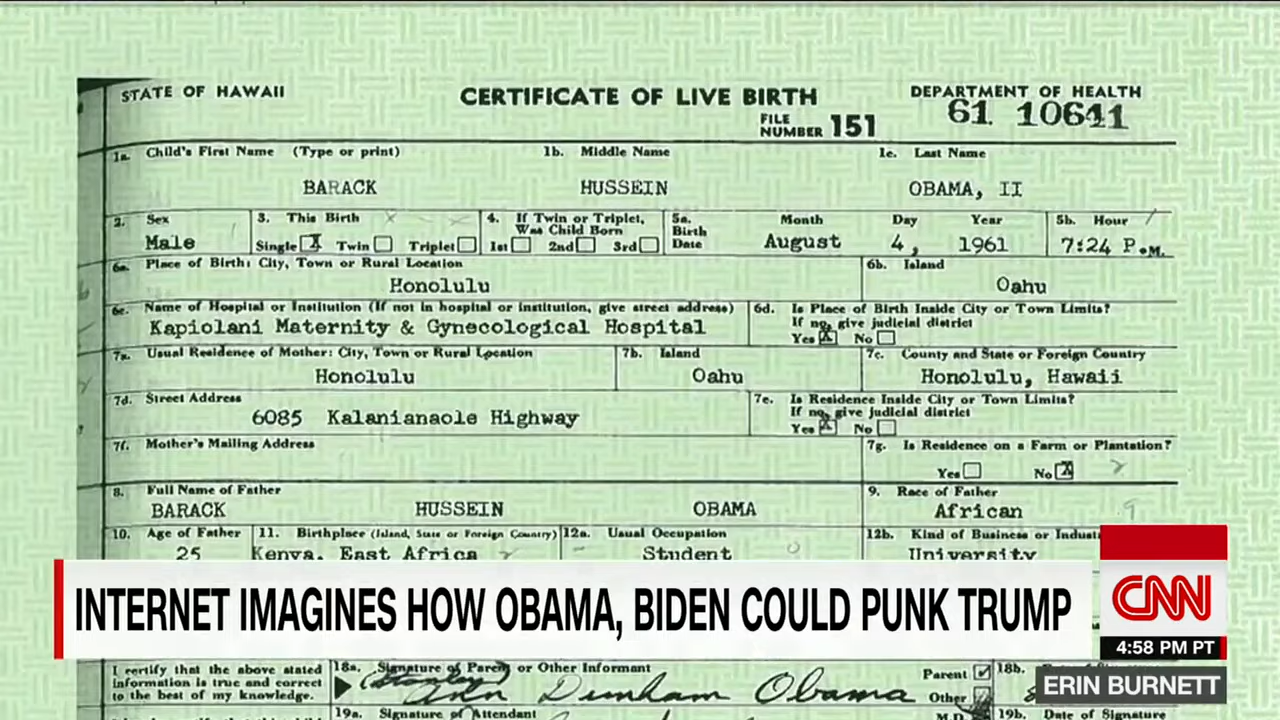 STATE OF HAWAII CERTIFICATE OF LIVE BIRTH DEPARTMENT OF HEALTH
FILE NUMBER 151 61 10641
1a. Child's First Name (Type or print) 1b. Middle Name 1c. Last Name
BARACK HUSSEIN OBAMA, II
2. Sex 3. This Birth 4. If Twin or Triplet, Was Child Born 5a. Birth Date Month Day Year 5b. Hour
Male Single X Twin Triplet 1st 2nd 3rd August 4, 1961 7:24 P.M.
6a. Place of Birth: City, Town or Rural Location 6b. Island
Honolulu Oahu
6c. Name of Hospital or Institution (If not in hospital or institution, give street address) 6d. Is Place of Birth Inside City or Town Limits?
If no, give judicial district
Kapiolani Maternity & Gynecological Hospital Yes X No
7a. Usual Residence of Mother: City, Town or Rural Location 7b. Island 7c. County and State or Foreign Country
Honolulu Oahu Honolulu, Hawaii
7d. Street Address 7e. Is Residence Inside City or Town Limits?
If no, give judicial district
6085 Kalanianaole Highway Yes X No
7f. Mother's Mailing Address 7g. Is Residence on a Farm or Plantation?
Yes No X
8. Full Name of Father 9. Race of Father
BARACK HUSSEIN OBAMA African
10. Age of Father 11. Birthplace (Island, State or Foreign Country) 12a. Usual Occupation 12b. Kind of Business or
25 Kenya, East Africa Student University
INTERNET IMAGINES HOW OBAMA, BIDEN COULD PUNK TRUMP
CNN
4:58 PM PT
ERIN BURNETT
I certify that the above stated 18a. Signature of Parent or Other Informant Parent 18b.
information is true and correct
to the best of my knowledge. (Stanley) Ann Dunham Obama Other
19a. Signature of Attendant M.D. 19b. Date of Signature